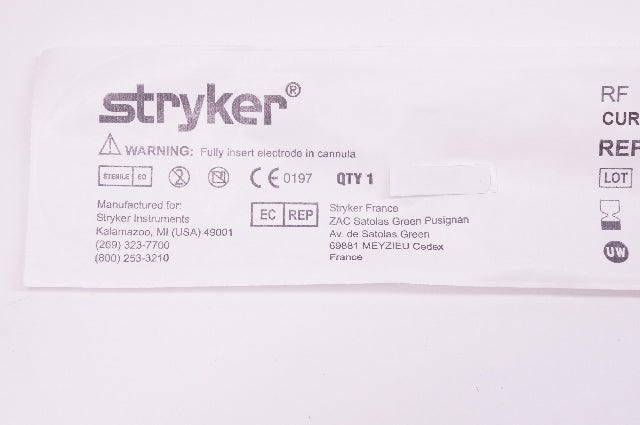 stryker®
WARNING: Fully insert electrode in cannula
STERILE EO
2
CE 0197
QTY 1
Manufactured for:
Stryker Instruments
Kalamazoo, MI (USA) 49001
(269) 323-7700
(800) 253-3210
EC REP
Stryker France
ZAC Satolas Green Pusignan
Av. de Satolas Green
69881 MEYZIEU Cedex
France
RF
CUR
REF
LOT
UW